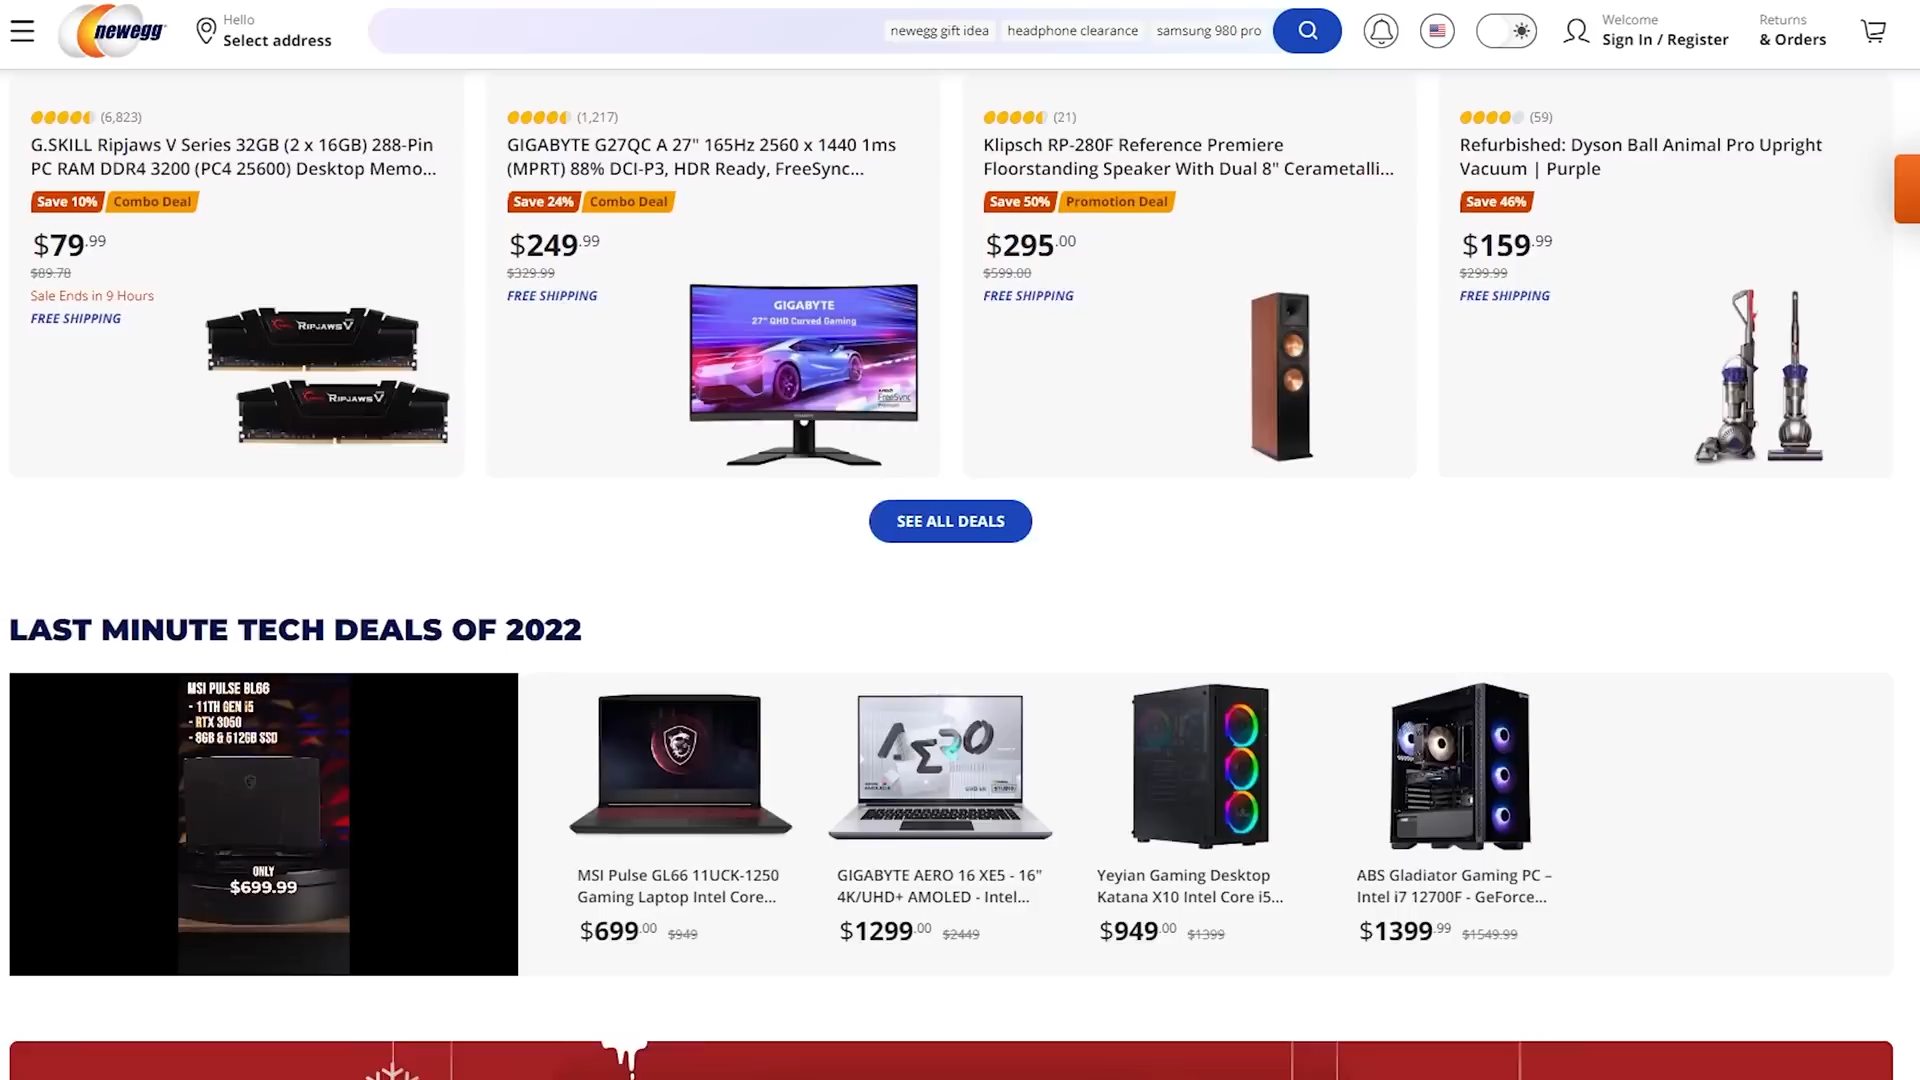 newegg
Hello
Select address
newegg gift idea
headphone clearance
samsung 980 pro
Welcome
Sign In / Register
Returns
& Orders
(6,823)
G.SKILL Ripjaws V Series 32GB (2 x 16GB) 288-Pin
PC RAM DDR4 3200 (PC4 25600) Desktop Memo...
Save 10%
Combo Deal
$79.99
$89.78
Sale Ends in 9 Hours
FREE SHIPPING
RIPJAWS V
RIPJAWS V
(1,217)
GIGABYTE G27QC A 27" 165Hz 2560 x 1440 1ms
(MPRT) 88% DCI-P3, HDR Ready, FreeSync...
Save 24%
Combo Deal
$249.99
$329.99
FREE SHIPPING
GIGABYTE
27" QHD Curved Gaming
FreeSync
(21)
Klipsch RP-280F Reference Premiere
Floorstanding Speaker With Dual 8" Cerametalli...
Save 50%
Promotion Deal
$295.00
$599.00
FREE SHIPPING
(59)
Refurbished: Dyson Ball Animal Pro Upright
Vacuum | Purple
Save 46%
$159.99
$299.99
FREE SHIPPING
SEE ALL DEALS
LAST MINUTE TECH DEALS OF 2022
MSI PULSE BL66
- 11TH GEN i5
- RTX 3050
- 8GB & 512GB SSD
ONLY
$699.99
MSI Pulse GL66 11UCK-1250
Gaming Laptop Intel Core...
$699.00 $949
AERO
GIGABYTE AERO 16 XE5 - 16"
4K/UHD+ AMOLED - Intel...
$1299.00 $2449
Yeyian Gaming Desktop
Katana X10 Intel Core i5...
$949.00 $1399
ABS Gladiator Gaming PC –
Intel i7 12700F - GeForce...
$1399.99 $1549.99